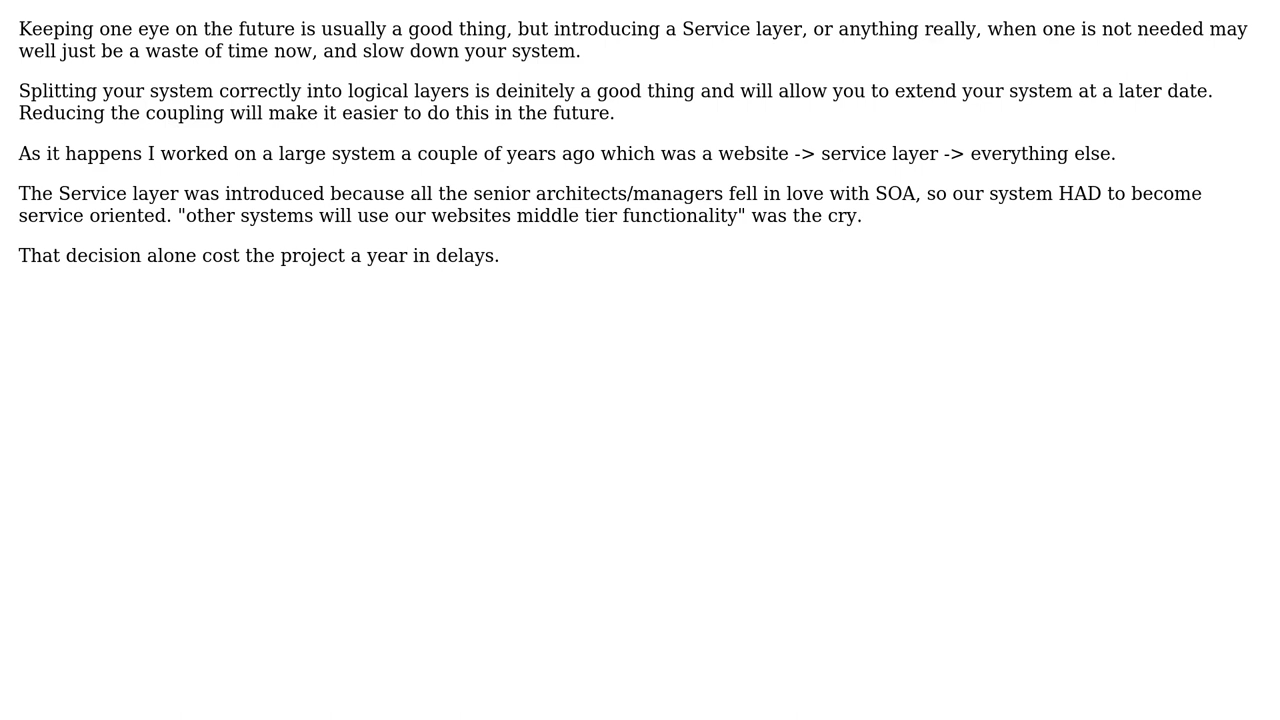 Keeping one eye on the future is usually a good thing, but introducing a Service layer, or anything really, when one is not needed may
well just be a waste of time now, and slow down your system.
Splitting your system correctly into logical layers is deinitely a good thing and will allow you to extend your system at a later date.
Reducing the coupling will make it easier to do this in the future.
As it happens I worked on a large system a couple of years ago which was a website -> service layer -> everything else.
The Service layer was introduced because all the senior architects/managers fell in love with SOA, so our system HAD to become
service oriented. "other systems will use our websites middle tier functionality" was the cry.
That decision alone cost the project a year in delays.